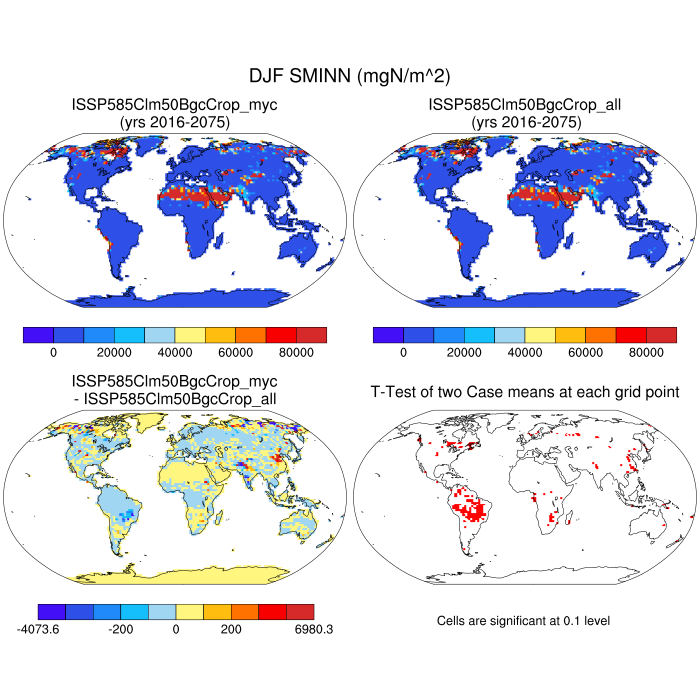 DJF SMINN (mgN/m^2)
ISSP585Clm50BgcCrop_myc
(yrs 2016-2075)
ISSP585Clm50BgcCrop_all
(yrs 2016-2075)
0 20000 40000 60000 80000
0 20000 40000 60000 80000
ISSP585Clm50BgcCrop_myc
- ISSP585Clm50BgcCrop_all
T-Test of two Case means at each grid point
-4073.6 -200 0 200 6980.3
Cells are significant at 0.1 level